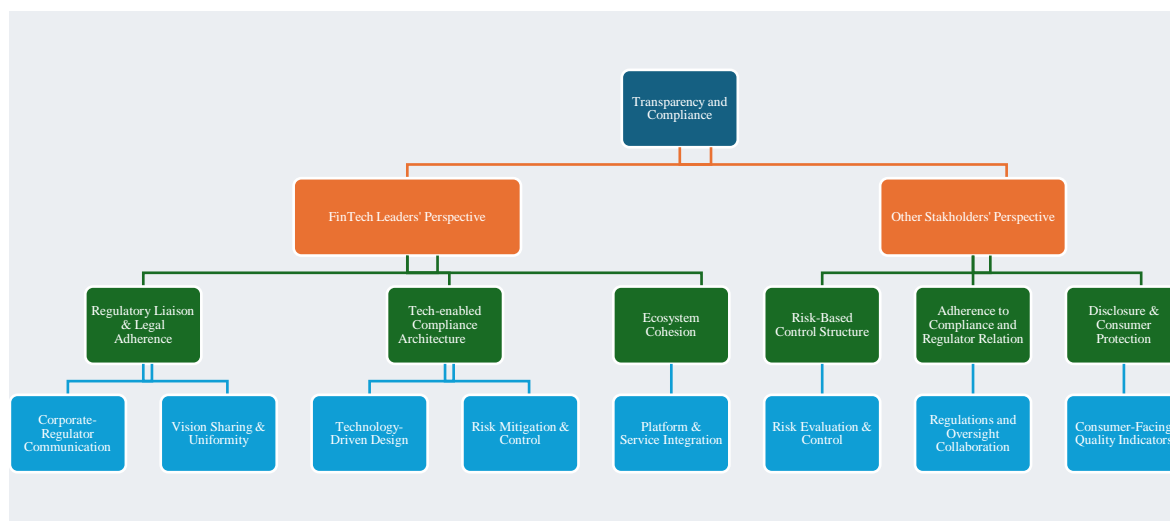 Transparency and
Compliance
FinTech Leaders' Perspective
Other Stakholders' Perspective
Regulatory Liaison
& Legal
Adherence
Tech-enabled
Compliance
Architecture
Ecosystem
Cohesion
Risk-Based
Control Structure
Adherence to
Compliance and
Regulator Relation
Disclosure &
Consumer
Protection
Corporate-
Regulator
Communication
Vision Sharing &
Uniformity
Technology-
Driven Design
Risk Mitigation &
Control
Platform &
Service Integration
Risk Evaluation &
Control
Regulations and
Oversight
Collaboration
Consumer-Facing
Quality Indicators